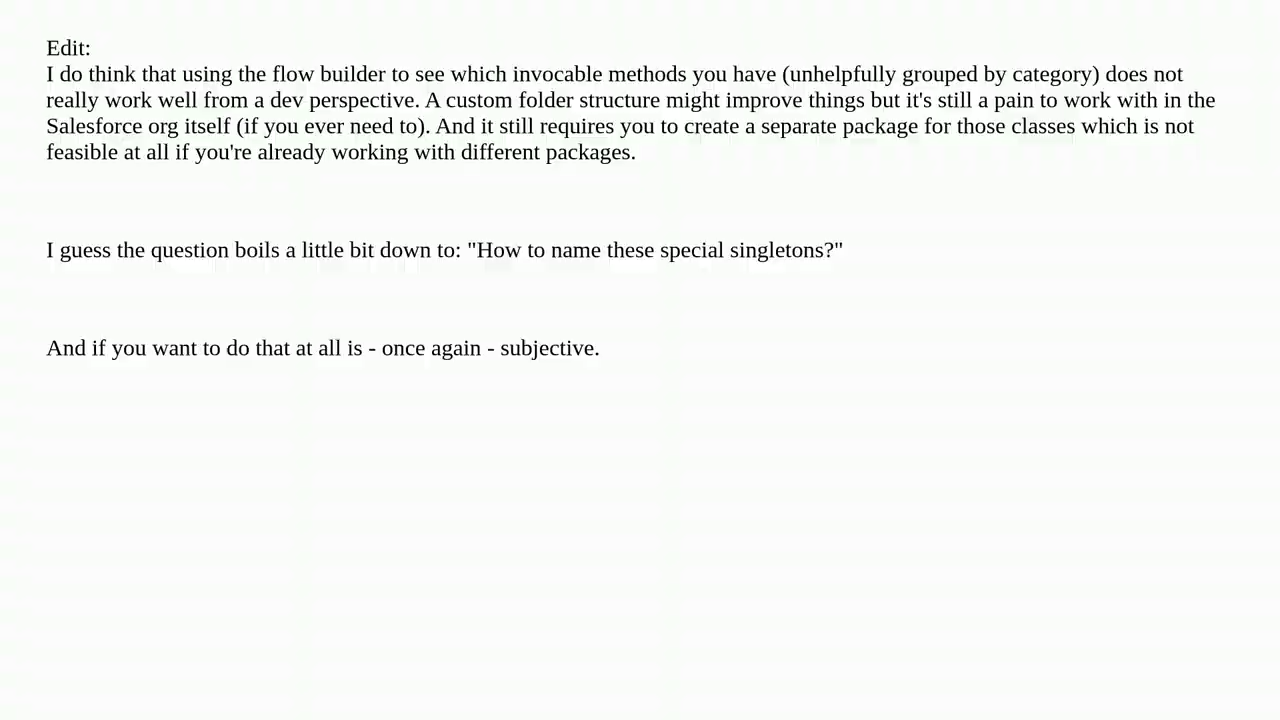 Edit:
I do think that using the flow builder to see which invocable methods you have (unhelpfully grouped by category) does not
really work well from a dev perspective. A custom folder structure might improve things but it's still a pain to work with in the
Salesforce org itself (if you ever need to). And it still requires you to create a separate package for those classes which is not
feasible at all if you're already working with different packages.
I guess the question boils a little bit down to: "How to name these special singletons?"
And if you want to do that at all is - once again - subjective.